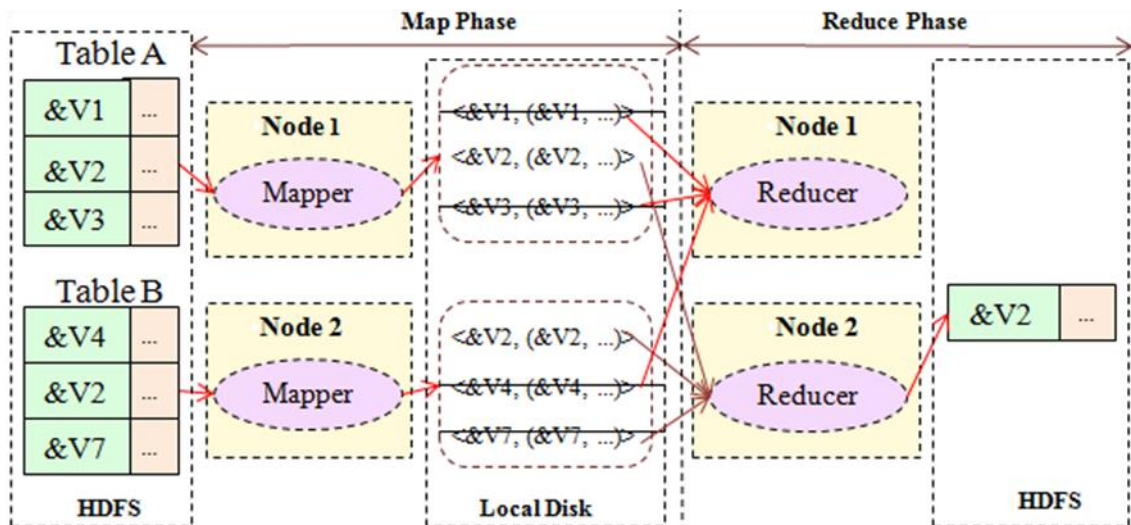 Map Phase
Reduce Phase
Table A
&V1 ...
&V2 ...
&V3 ...
Node 1
Mapper
<&V1, (&V1, ...)>
<&V2, (&V2, ...)>
<&V3, (&V3, ...)>
Node 1
Reducer
Table B
&V4 ...
&V2 ...
&V7 ...
HDFS
Node 2
Mapper
<&V2, (&V2, ...)>
<&V4, (&V4, ...)>
<&V7, (&V7, ...)>
Local Disk
Node 2
Reducer
&V2 ...
HDFS